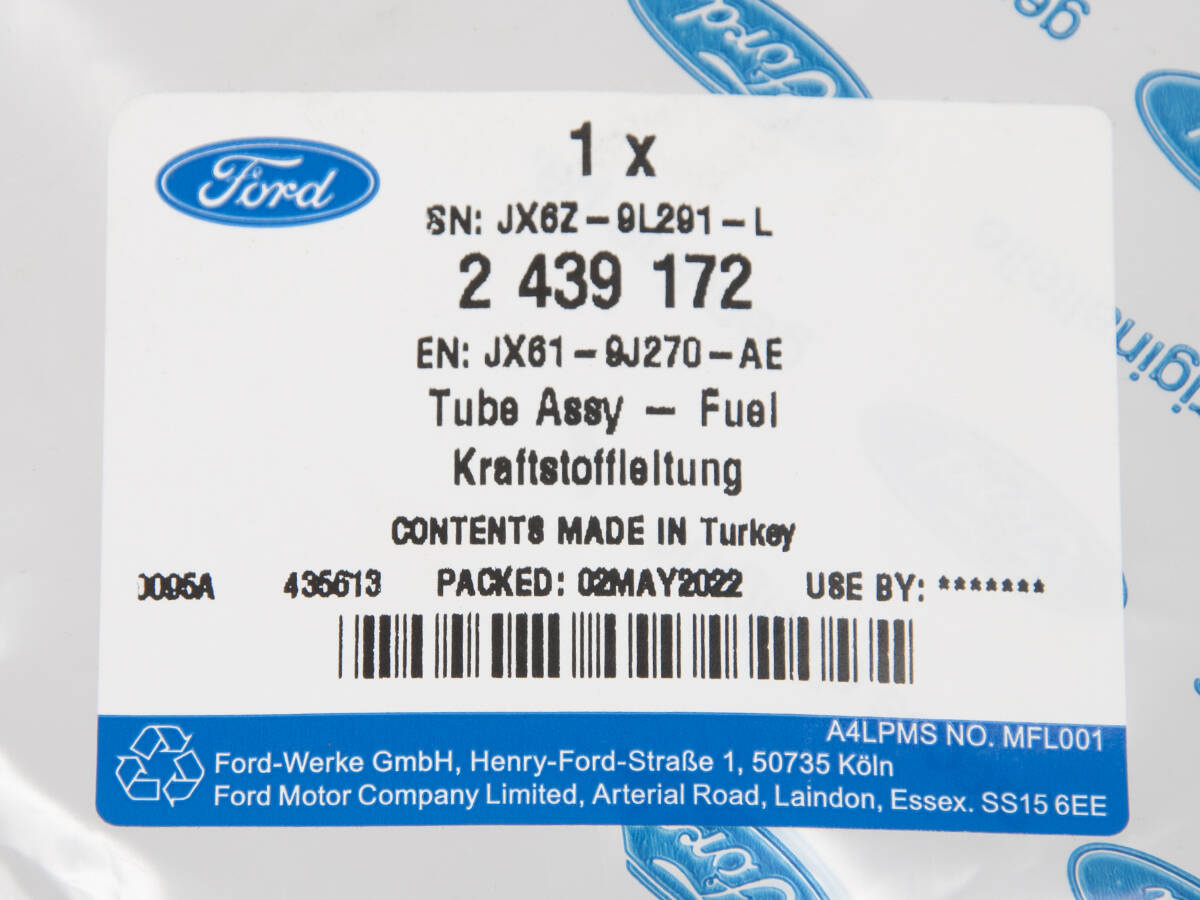 Ford
Ford
1 x
SN: JX6Z-9L291-L
2 439 172
EN: JX61-9J270-AE
Tube Assy - Fuel
Kraftstoffleitung
CONTENTS MADE IN Turkey
0095A 435613 PACKED: 02MAY2022 USE BY: *******
A4LPMS NO. MFL001
Ford-Werke GmbH, Henry-Ford-Straße 1, 50735 Köln
Ford Motor Company Limited, Arterial Road, Laindon, Essex. SS15 6EE
Ford